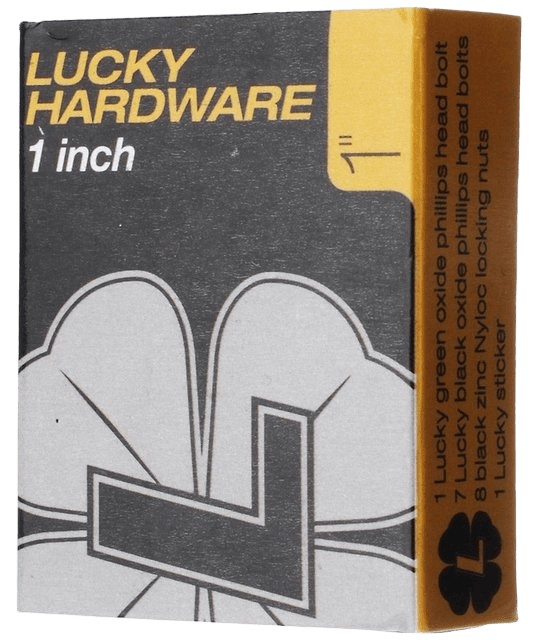 LUCKY
HARDWARE
1 inch
1"
1 Lucky green oxide phillips head bolt
7 Lucky black oxide phillips head bolts
8 black zinc Nyloc locking nuts
1 Lucky sticker
L
L